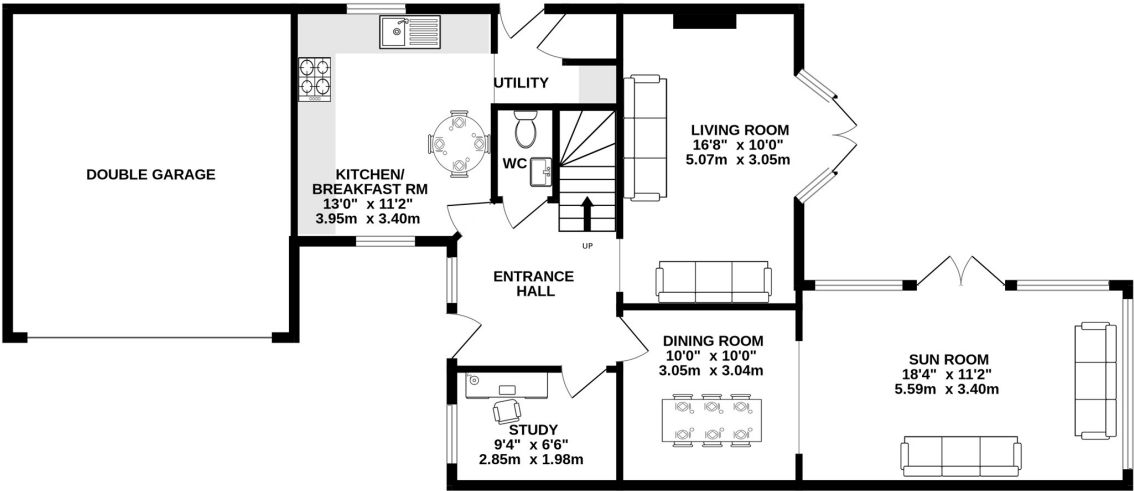 DOUBLE GARAGE
KITCHEN/
BREAKFAST RM
13'0" x 11'2"
3.95m x 3.40m
UTILITY
WC
UP
ENTRANCE
HALL
LIVING ROOM
16'8" x 10'0"
5.07m x 3.05m
DINING ROOM
10'0" x 10'0"
3.05m x 3.04m
SUN ROOM
18'4" x 11'2"
5.59m x 3.40m
STUDY
9'4" x 6'6"
2.85m x 1.98m